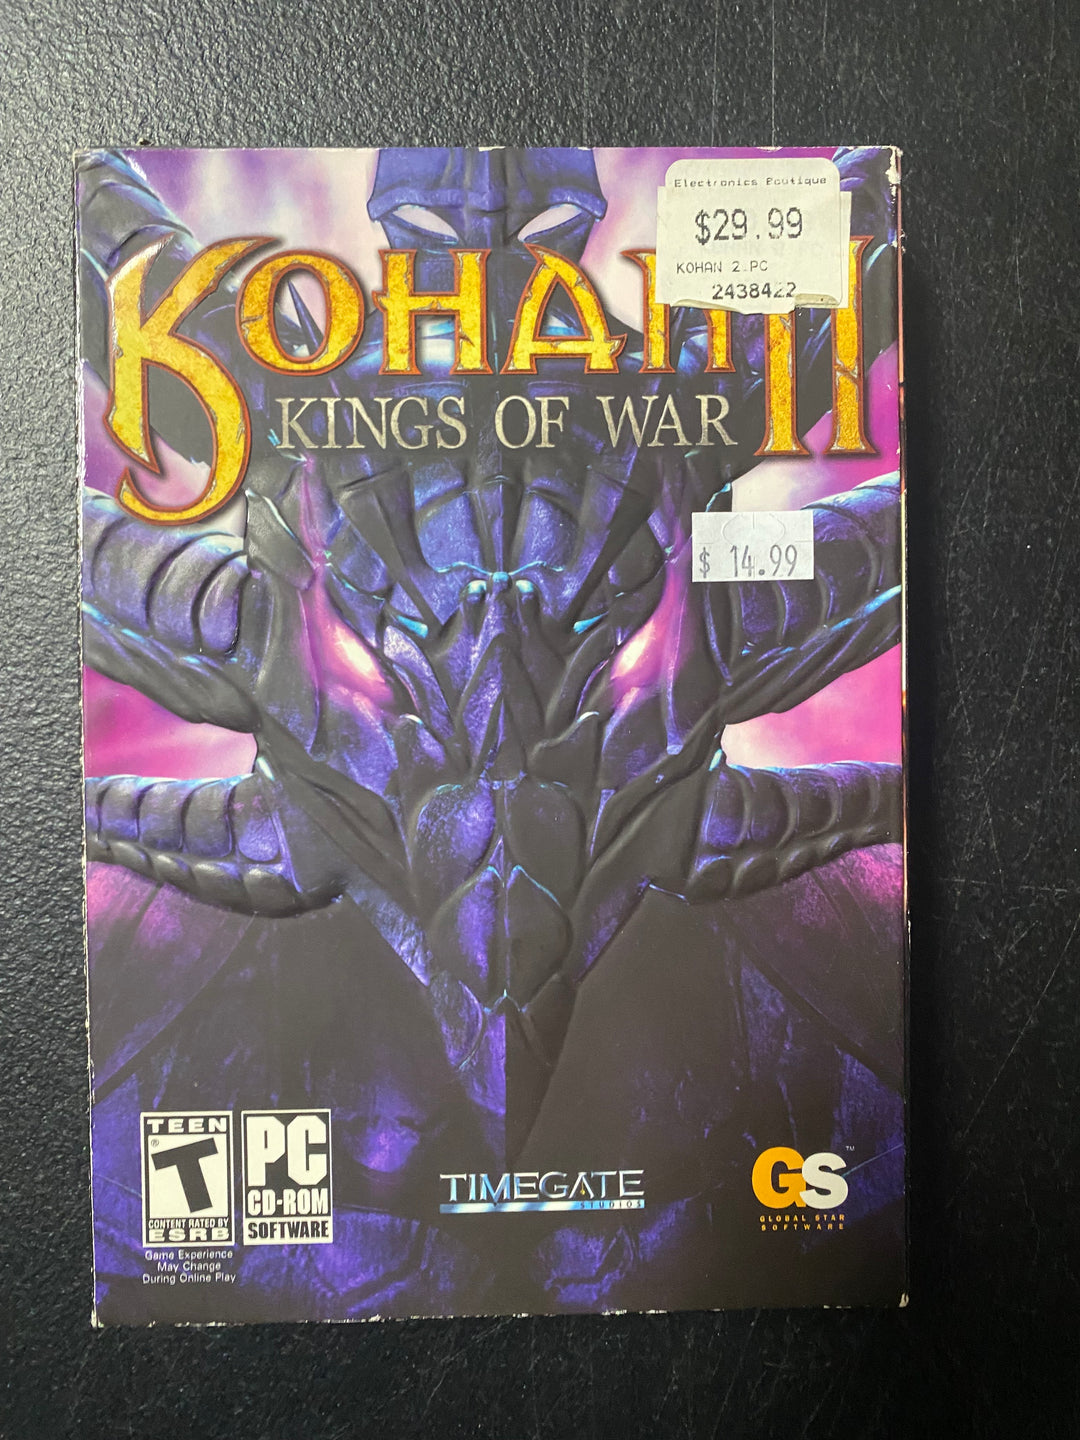 Electronics Boutique
$29.99
KOHAN 2 PC
2438422
KOHAN II
KINGS OF WAR
$ 14.99
TEEN
T
®
CONTENT RATED BY
ESRB
Game Experience
May Change
During Online Play
PC
CD-ROM
SOFTWARE
TIMEGATE
STUDIOS
GS™
GLOBAL STAR
SOFTWARE